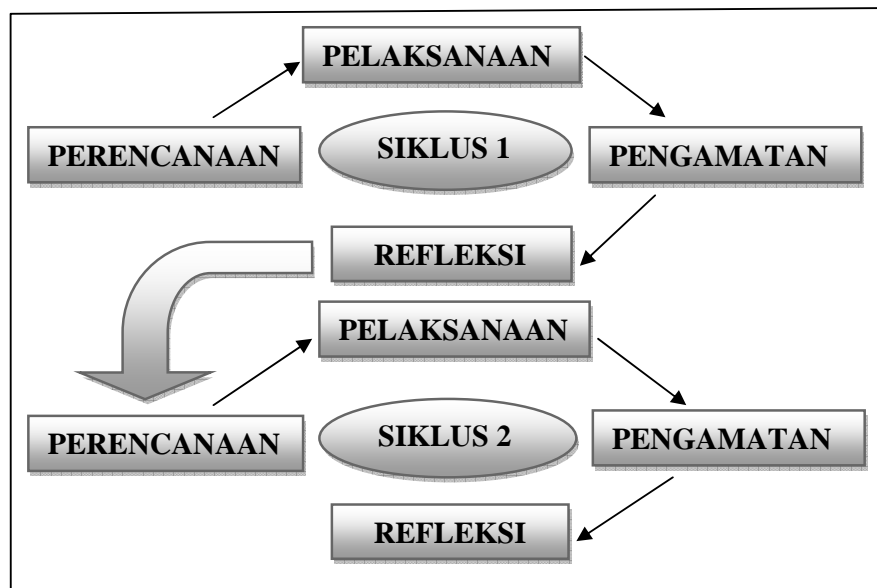 PELAKSANAAN
PERENCANAAN
SIKLUS 1
PENGAMATAN
REFLEKSI
PELAKSANAAN
PERENCANAAN
SIKLUS 2
PENGAMATAN
REFLEKSI